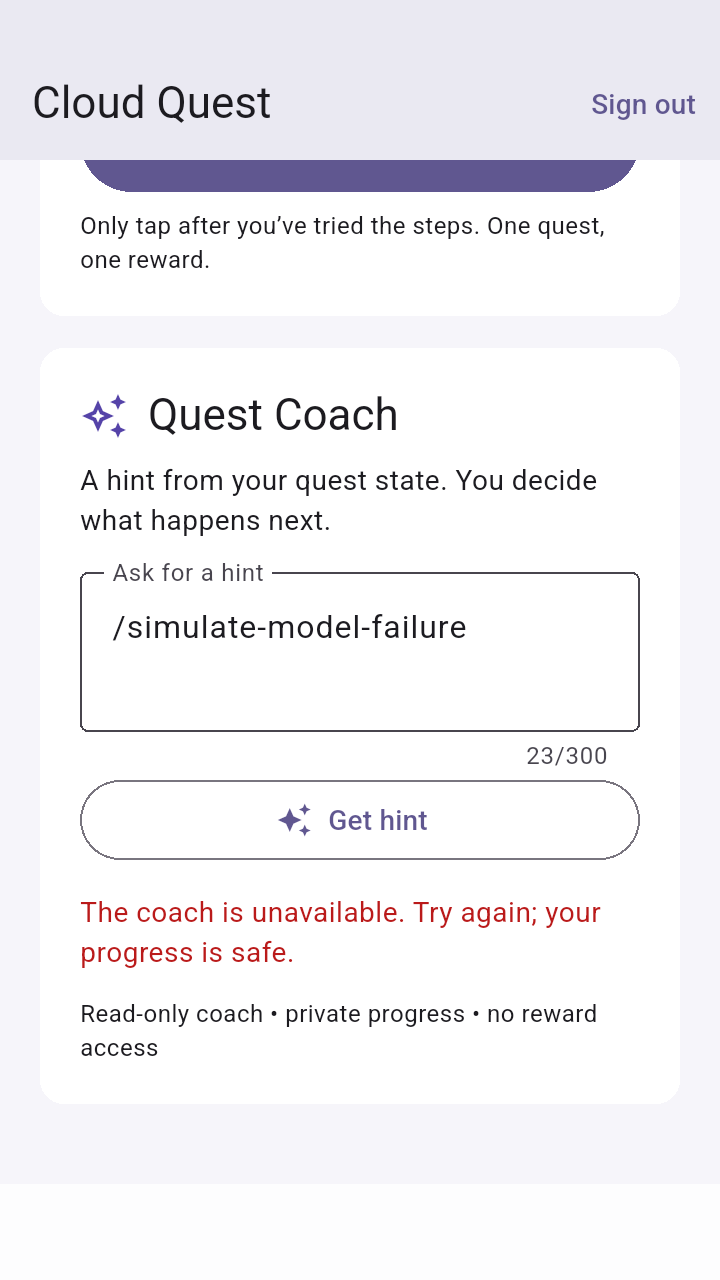 Cloud Quest
Sign out
Only tap after you’ve tried the steps. One quest,
one reward.
Quest Coach
A hint from your quest state. You decide
what happens next.
Ask for a hint
/simulate-model-failure
23/300
Get hint
The coach is unavailable. Try again; your
progress is safe.
Read-only coach • private progress • no reward
access